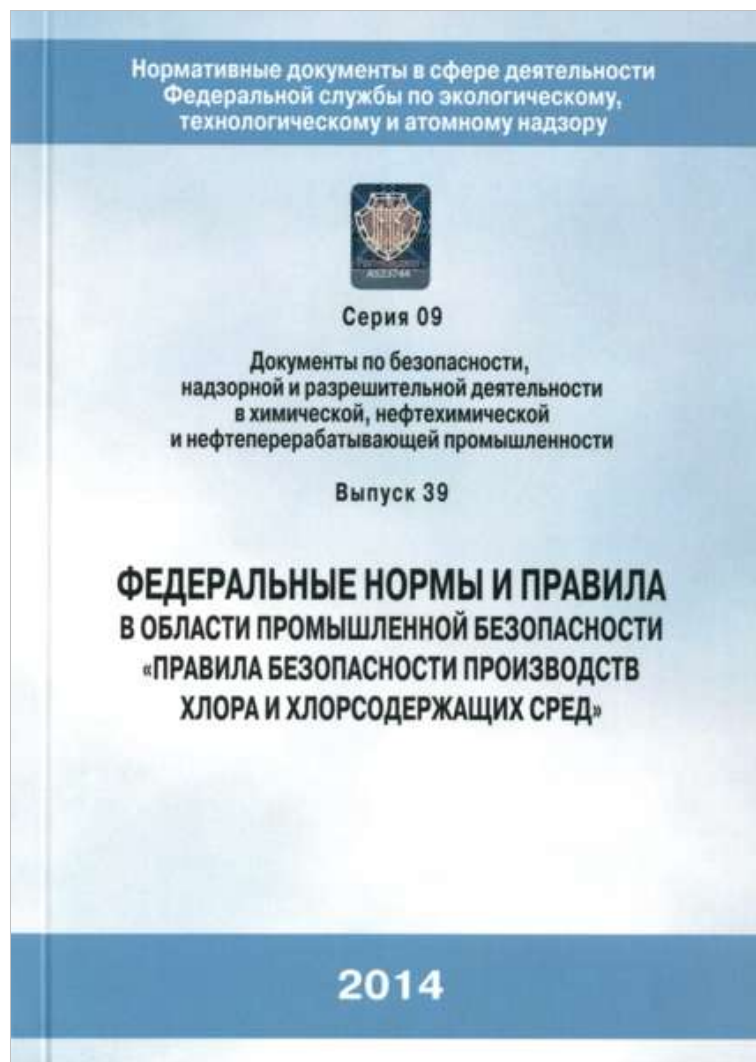 Нормативные документы в сфере деятельности
Федеральной службы по экологическому,
технологическому и атомному надзору
Серия 09
Документы по безопасности,
надзорной и разрешительной деятельности
в химической, нефтехимической
и нефтеперерабатывающей промышленности
Выпуск 39
ФЕДЕРАЛЬНЫЕ НОРМЫ И ПРАВИЛА
В ОБЛАСТИ ПРОМЫШЛЕННОЙ БЕЗОПАСНОСТИ
«ПРАВИЛА БЕЗОПАСНОСТИ ПРОИЗВОДСТВ
ХЛОРА И ХЛОРСОДЕРЖАЩИХ СРЕД»
2014